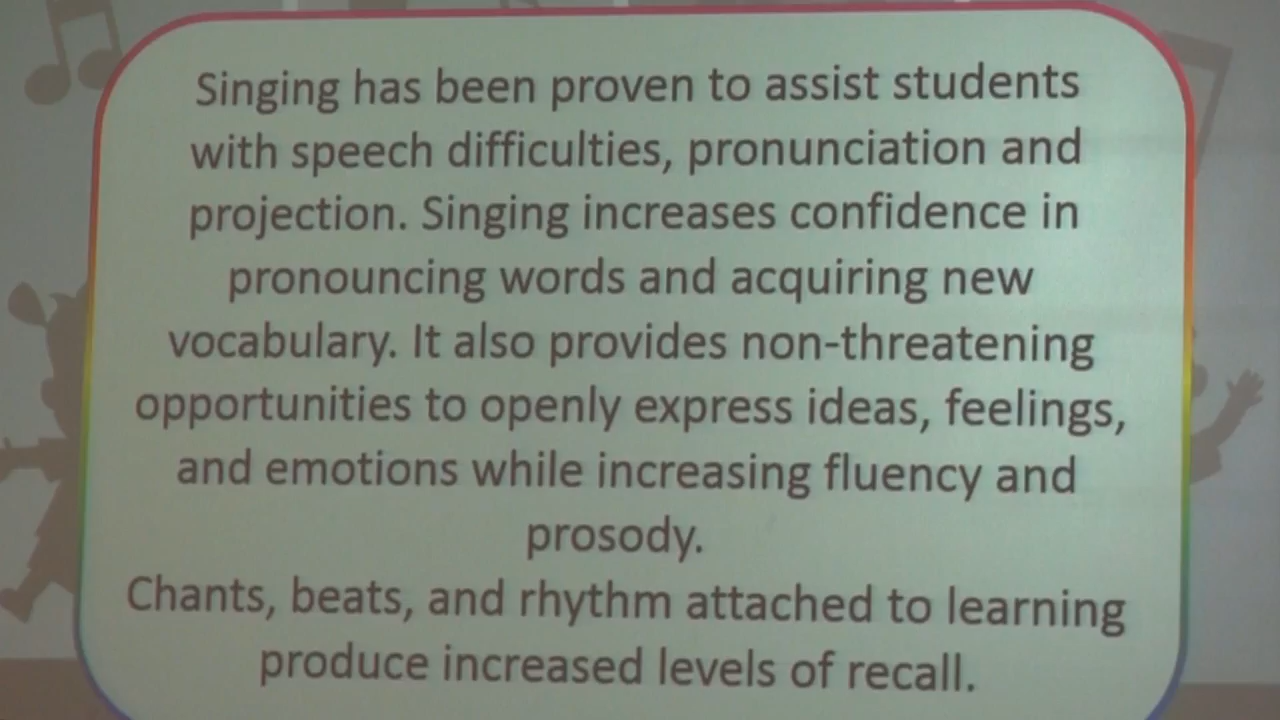 Singing has been proven to assist students
with speech difficulties, pronunciation and
projection. Singing increases confidence in
pronouncing words and acquiring new
vocabulary. It also provides non-threatening
opportunities to openly express ideas, feelings,
and emotions while increasing fluency and
prosody.
Chants, beats, and rhythm attached to learning
produce increased levels of recall.